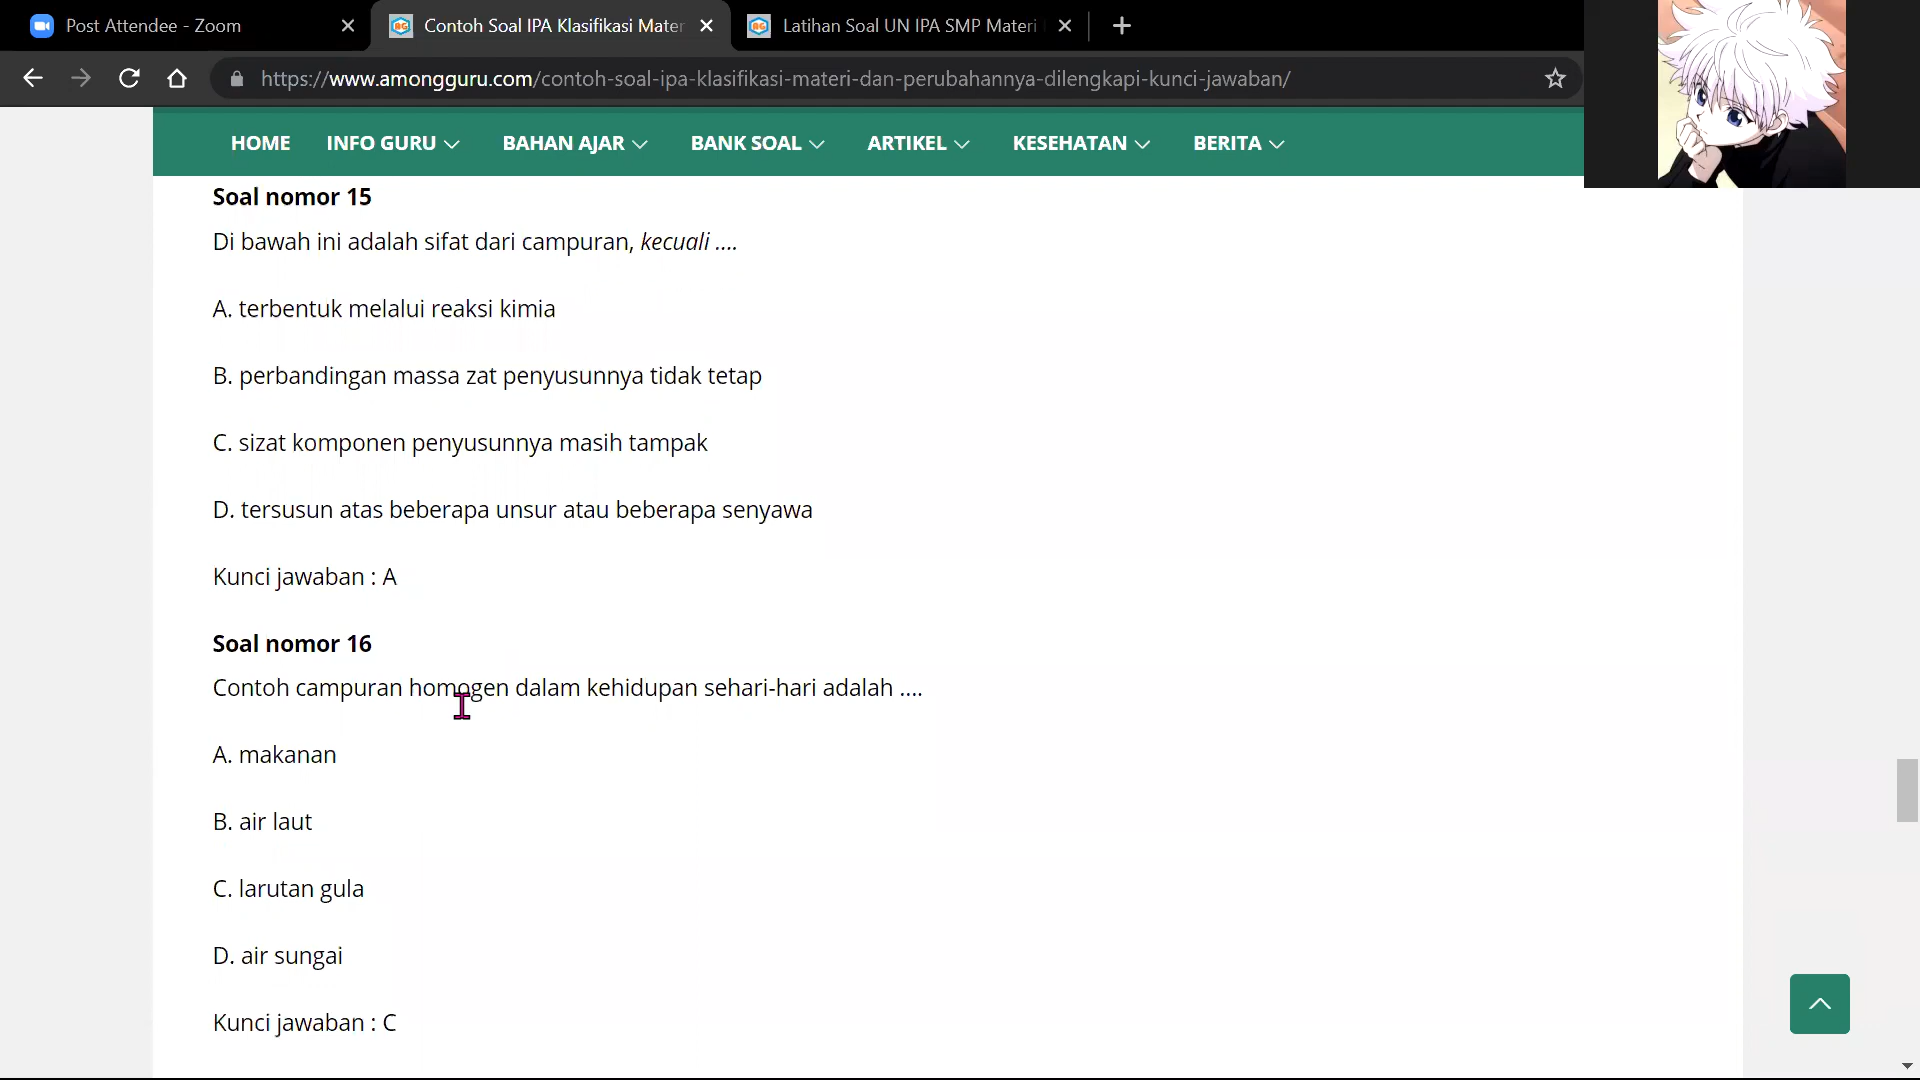 Post Attendee - Zoom
Contoh Soal IPA Klasifikasi Mater
Latihan Soal UN IPA SMP Materi
https://www.amongguru.com/contoh-soal-ipa-klasifikasi-materi-dan-perubahannya-dilengkapi-kunci-jawaban/
HOME INFO GURU BAHAN AJAR BANK SOAL ARTIKEL KESEHATAN BERITA
Soal nomor 15
Di bawah ini adalah sifat dari campuran, kecuali ....
A. terbentuk melalui reaksi kimia
B. perbandingan massa zat penyusunnya tidak tetap
C. sizat komponen penyusunnya masih tampak
D. tersusun atas beberapa unsur atau beberapa senyawa
Kunci jawaban : A
Soal nomor 16
Contoh campuran homogen dalam kehidupan sehari-hari adalah ....
A. makanan
B. air laut
C. larutan gula
D. air sungai
Kunci jawaban : C